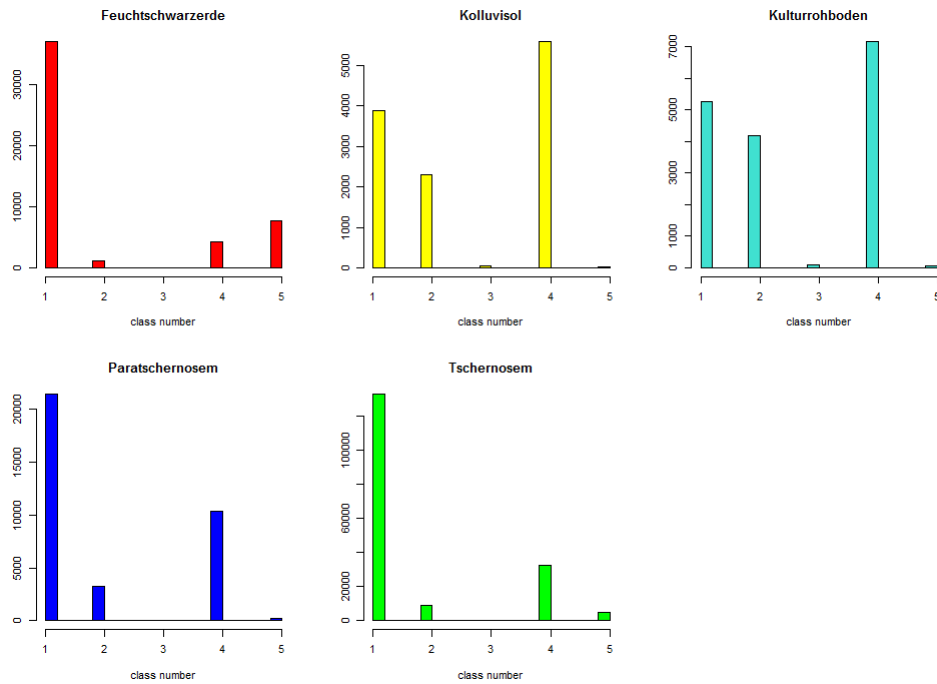 Feuchtschwarzerde
0 10000 20000 30000
1 2 3 4 5
class number
Kolluvisol
0 1000 2000 3000 4000 5000
1 2 3 4 5
class number
Kulturrohboden
0 1000 3000 5000 7000
1 2 3 4 5
class number
Paratschernosem
0 5000 10000 15000 20000
1 2 3 4 5
class number
Tschernosem
0 20000 60000 100000
1 2 3 4 5
class number